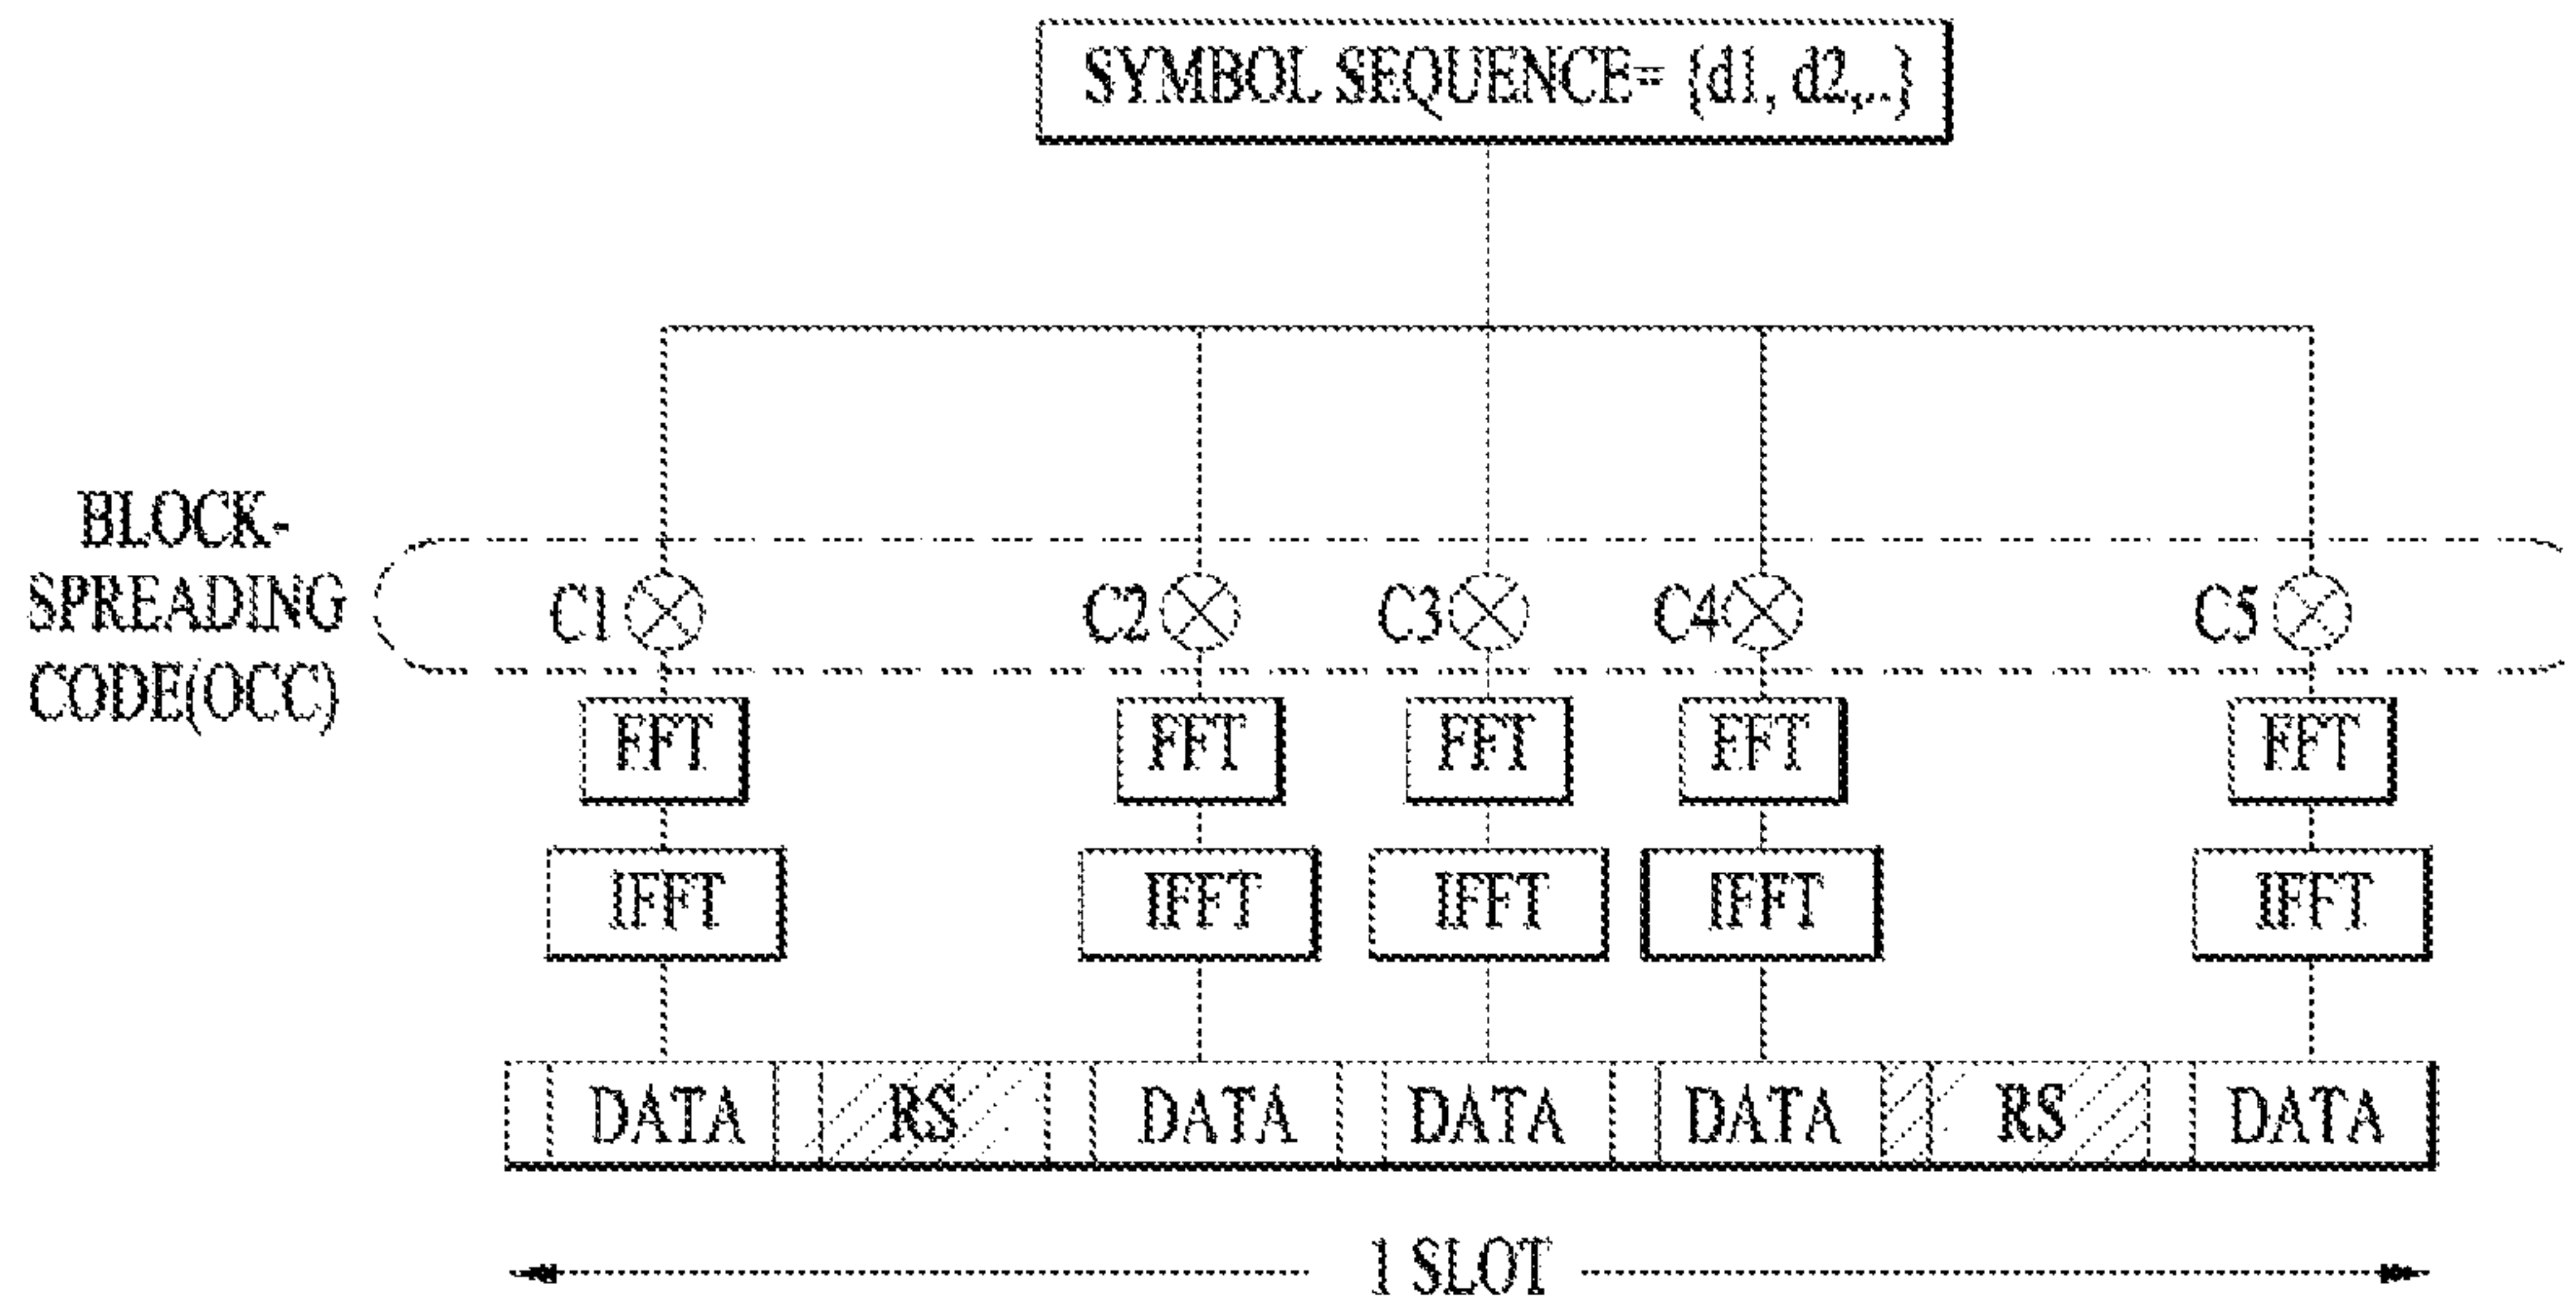 SYMBOL SEQUENCE= {d1, d2,..}
BLOCK-
SPREADING
CODE(OCC)
C1
C2
C3
C4
C5
FFT
FFT
FFT
FFT
FFT
IFFT
IFFT
IFFT
IFFT
IFFT
DATA
RS
DATA
DATA
DATA
RS
DATA
1 SLOT